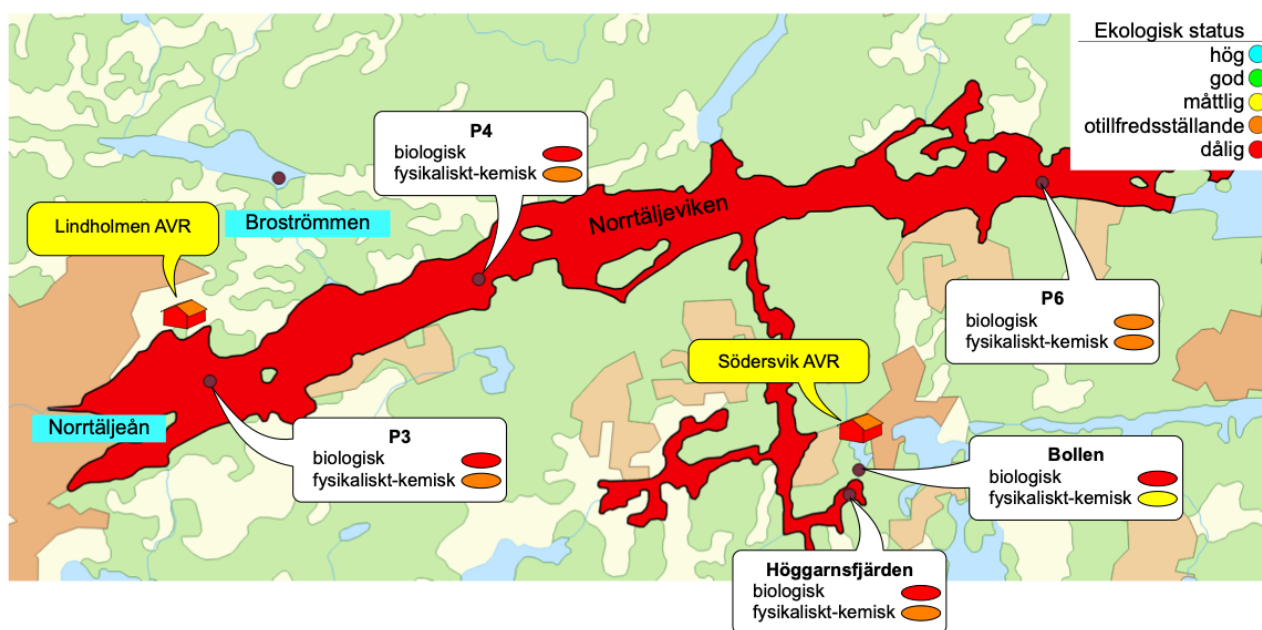 Ekologisk status
hög
god
måttlig
otillfredsställande
dålig
P4
biologisk
fysikaliskt-kemisk
Lindholmen AVR
Broströmmen
Norrtäljeviken
P6
biologisk
fysikaliskt-kemisk
Södersvik AVR
Norrtäljeån
P3
biologisk
fysikaliskt-kemisk
Bollen
biologisk
fysikaliskt-kemisk
Höggarnsfjärden
biologisk
fysikaliskt-kemisk